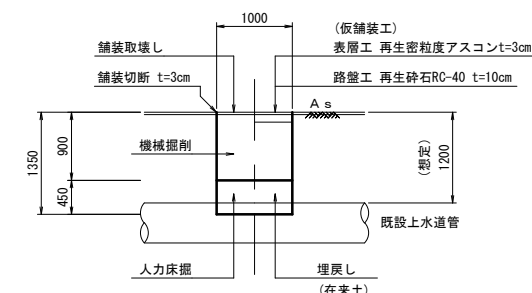 1000
(仮舗装工)
舗装取壊し
表層工 再生密粒度アスコンt=3cm
舗装切断 t=3cm
路盤工 再生砕石RC-40 t=10cm
As
1350
900
450
機械掘削
(想定)
1200
既設上水道管
人力床掘
埋戻し
(在来土)